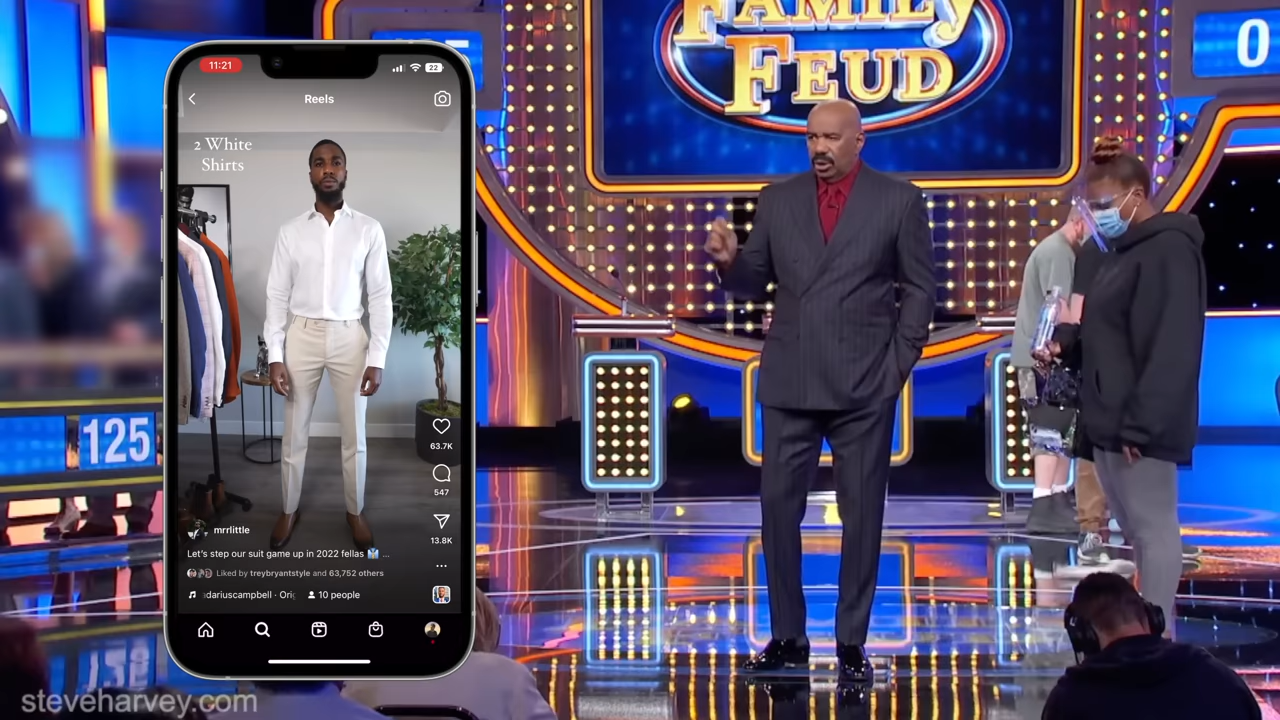 FAMILY
FEUD
0
125
11:21
22
Reels
2 White
Shirts
63.7K
547
13.8K
mrrlittle
Let's step our suit game up in 2022 fellas 👔 ...
Liked by treybryantstyle and 63,752 others
dariuscampbell · Ori
10 people
steveharvey.com